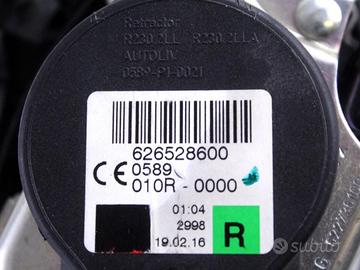 Retractor
R230.2LL R230.2LLA
AUTOLIV
0589-P1-0021
626528600
CE 0589
010R - 0000
01:04
2998
19.02.16
R
subito